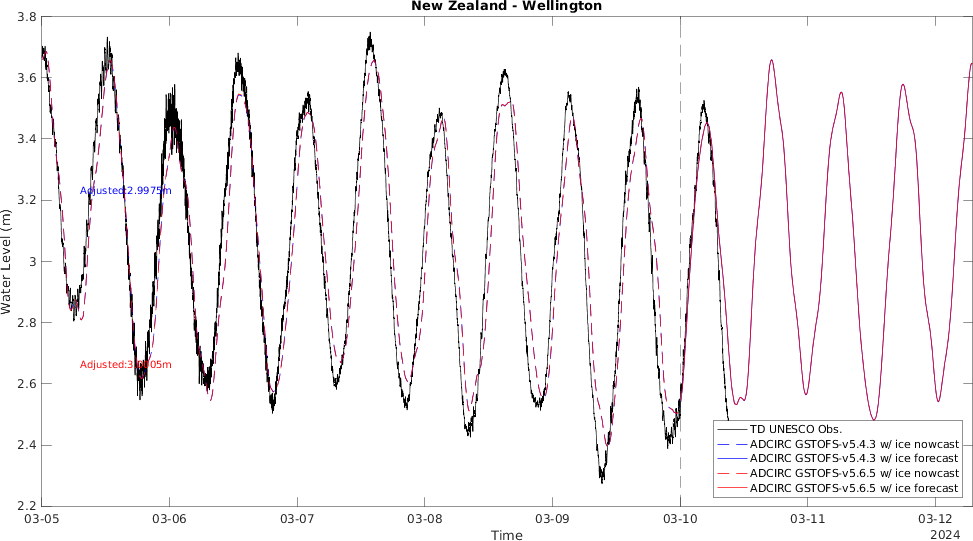 New Zealand - Wellington
3.8
3.6
3.4
3.2
3
2.8
2.6
2.4
2.2
Water Level (m)
Adjusted:2.9975m
TD UNESCO Obs.
ADCIRC GSTOFS-v5.4.3 w/ ice nowcast
ADCIRC GSTOFS-v5.4.3 w/ ice forecast
ADCIRC GSTOFS-v5.6.5 w/ ice nowcast
ADCIRC GSTOFS-v5.6.5 w/ ice forecast
03-05 03-06 03-07 03-08 03-09 03-10 03-11 03-12
Time 2024